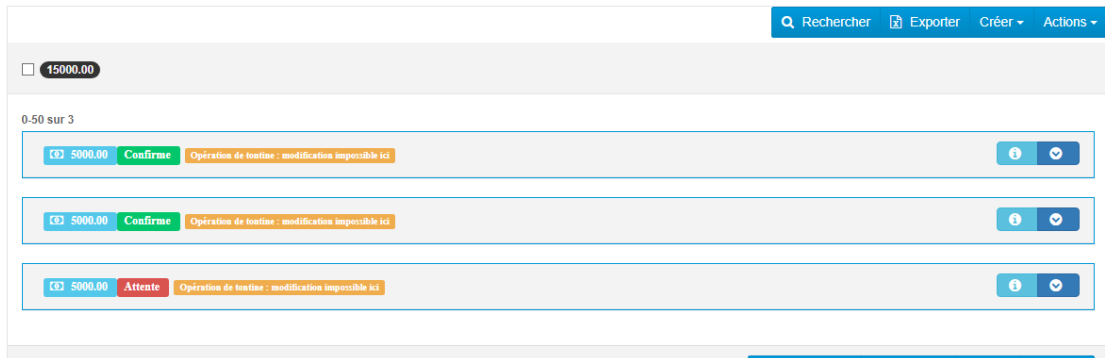 Rechercher Exporter Créer Actions
15000.00
0-50 sur 3
5000.00 Confirme Opération de tontine : modification impossible ici
5000.00 Confirme Opération de tontine : modification impossible ici
5000.00 Attente Opération de tontine : modification impossible ici